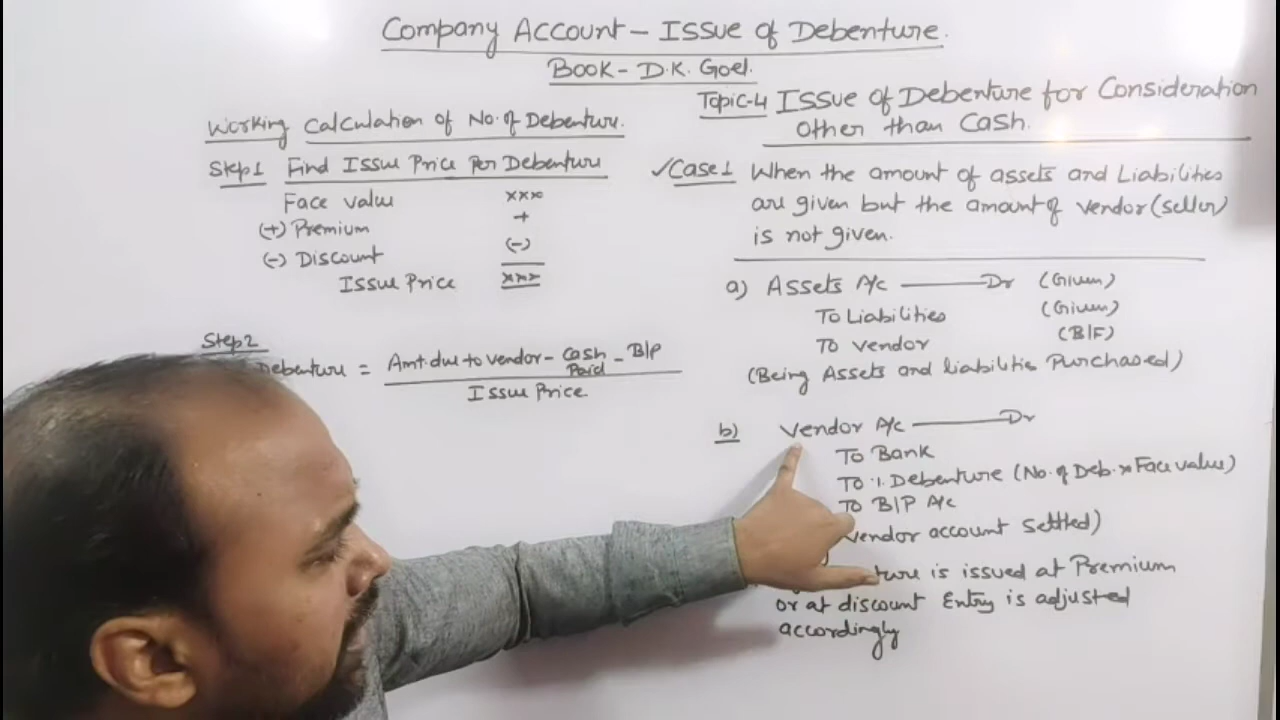 Company Account - Issue of Debenture.
Book - D.K. Goel.
Topic-4 Issue of Debenture for Consideration
other than Cash.
Working Calculation of No. of Debenture.
Step 1 Find Issue Price Per Debenture
Face value xxx
(+) Premium +
(-) Discount (-)
Issue Price xxx
Step 2
Debenture = Amt. due to vendor - Cash Paid - B/P
Issue Price
✓Case 1 When the amount of assets and Liabilities
are given but the amount of vendor (seller)
is not given.
a) Assets A/c Dr (Given)
To Liabilities (Given)
To vendor (B/F)
(Being Assets and liabilities Purchased)
b) Vendor A/c Dr
To Bank
To % Debenture (No. of Deb. x Face value)
To B/P A/c
vendor account settled)
is issued at Premium
or at discount Entry is adjusted
accordingly